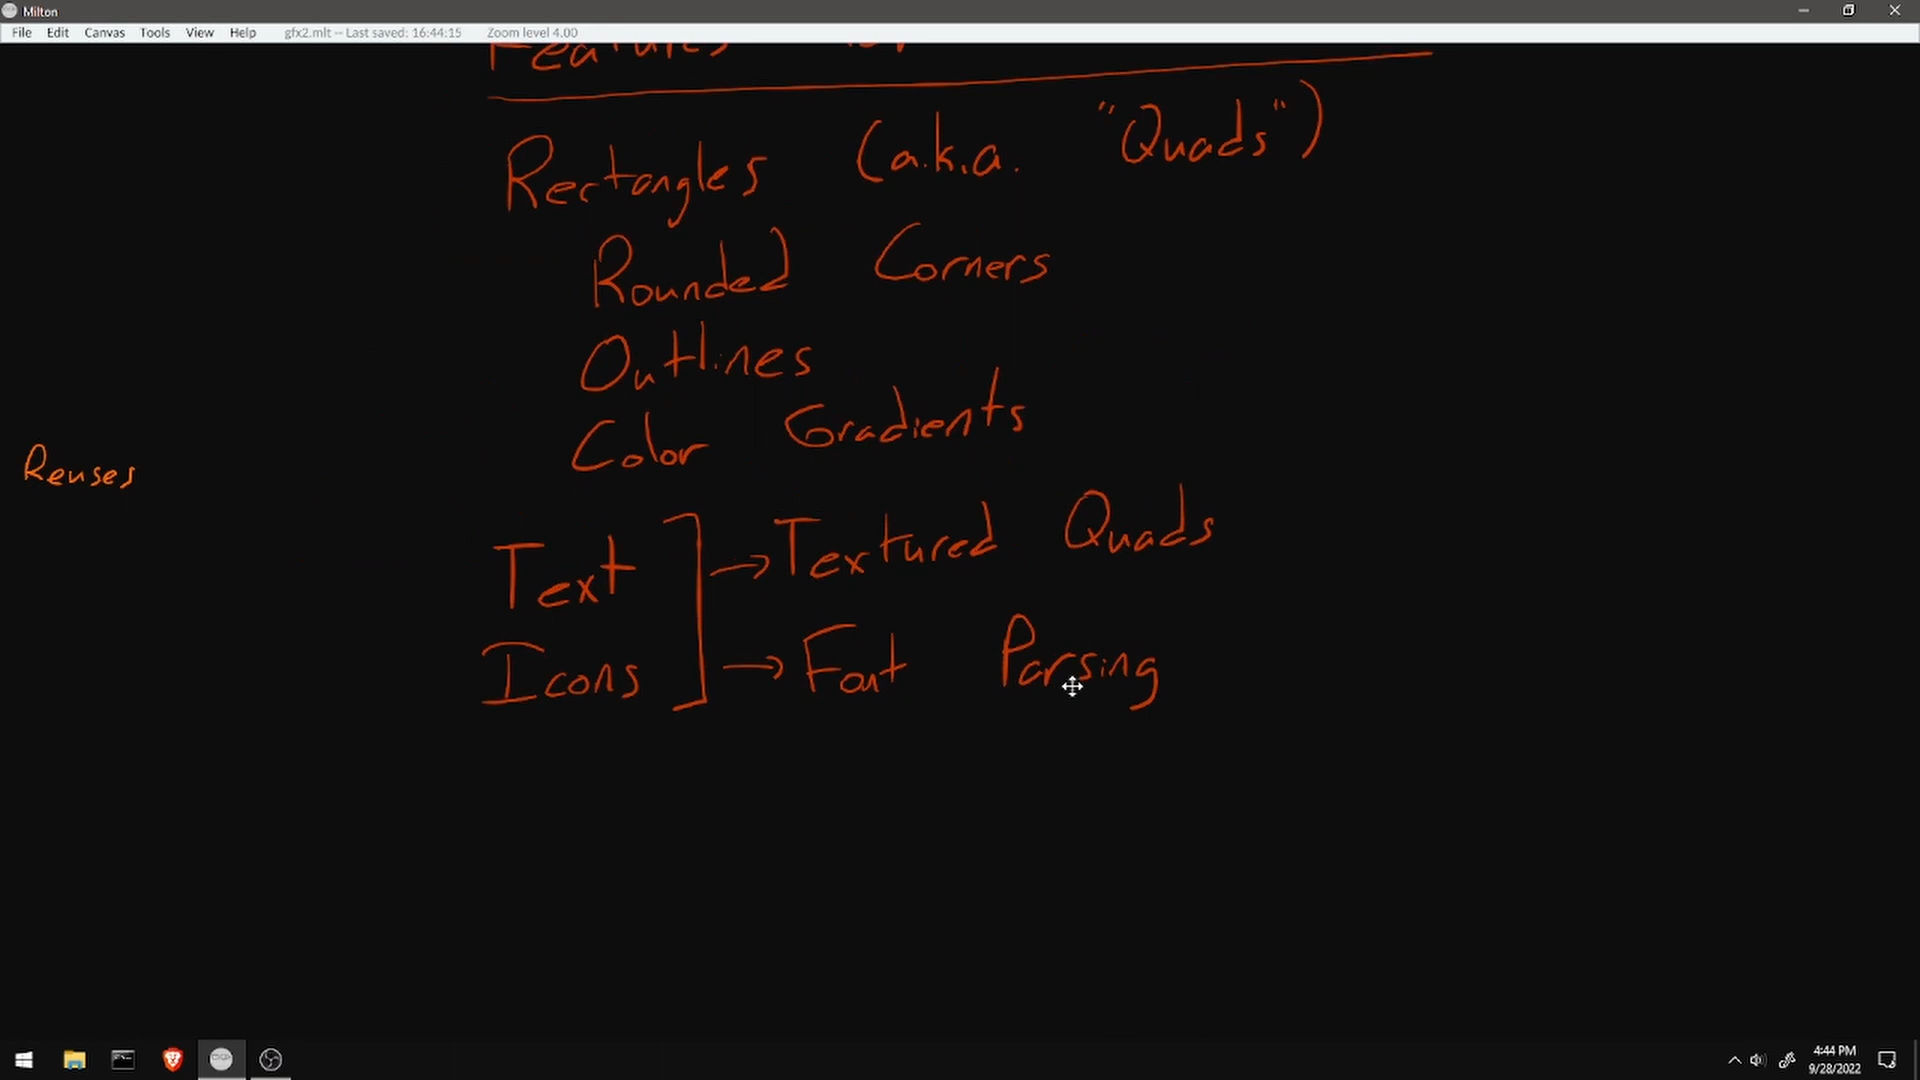 Milton
File Edit Canvas Tools View Help gfx2.mlt -- Last saved: 16:44:15 Zoom level 4.00
Features
Rectangles (a.k.a. "Quads")
Rounded Corners
Outlines
Color Gradients
Reuses
Text → Textured Quads
Icons → Font Parsing
4:44 PM
9/28/2022